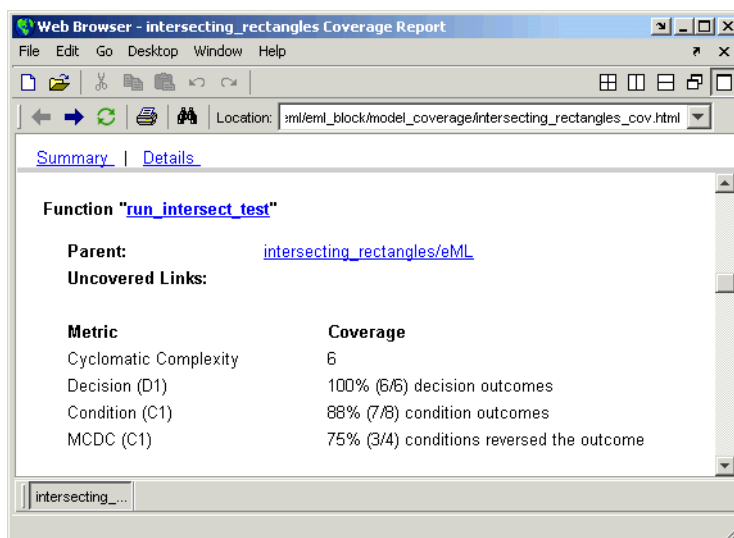 Web Browser - intersecting_rectangles Coverage Report
File Edit Go Desktop Window Help
Location: eml/eml_block/model_coverage/intersecting_rectangles_cov.html
Summary | Details
Function "run_intersect_test"
Parent: intersecting_rectangles/eML
Uncovered Links:
Metric Coverage
Cyclomatic Complexity 6
Decision (D1) 100% (6/6) decision outcomes
Condition (C1) 88% (7/8) condition outcomes
MCDC (C1) 75% (3/4) conditions reversed the outcome
intersecting_...